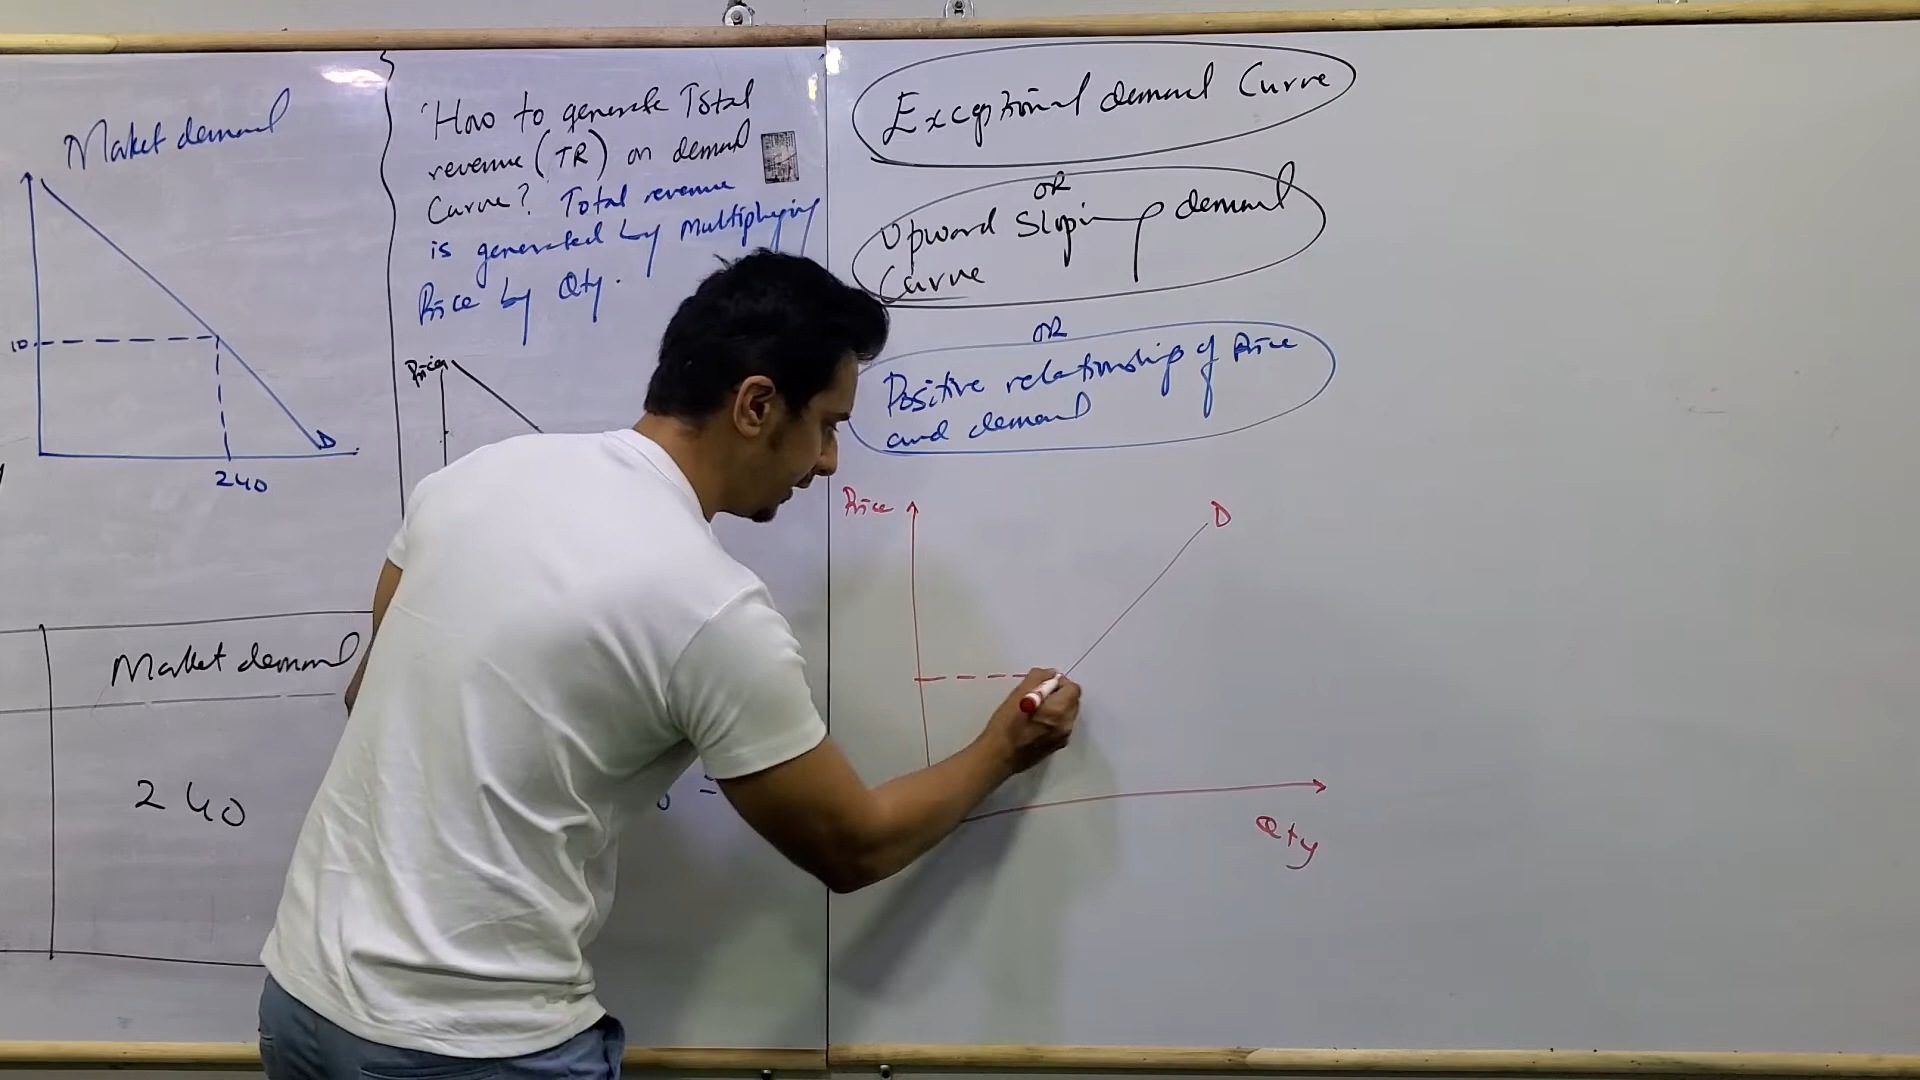 Market demand
10
D
240
Market demand
240
How to generate Total
revenue (TR) on demand
Curve? Total revenue
is generated by Multiplying
Price by Qty.
Price
Exceptional demand Curve
OR
Upward Sloping demand
Curve
OR
Positive relationship of Price
and demand
Price
D
Qty